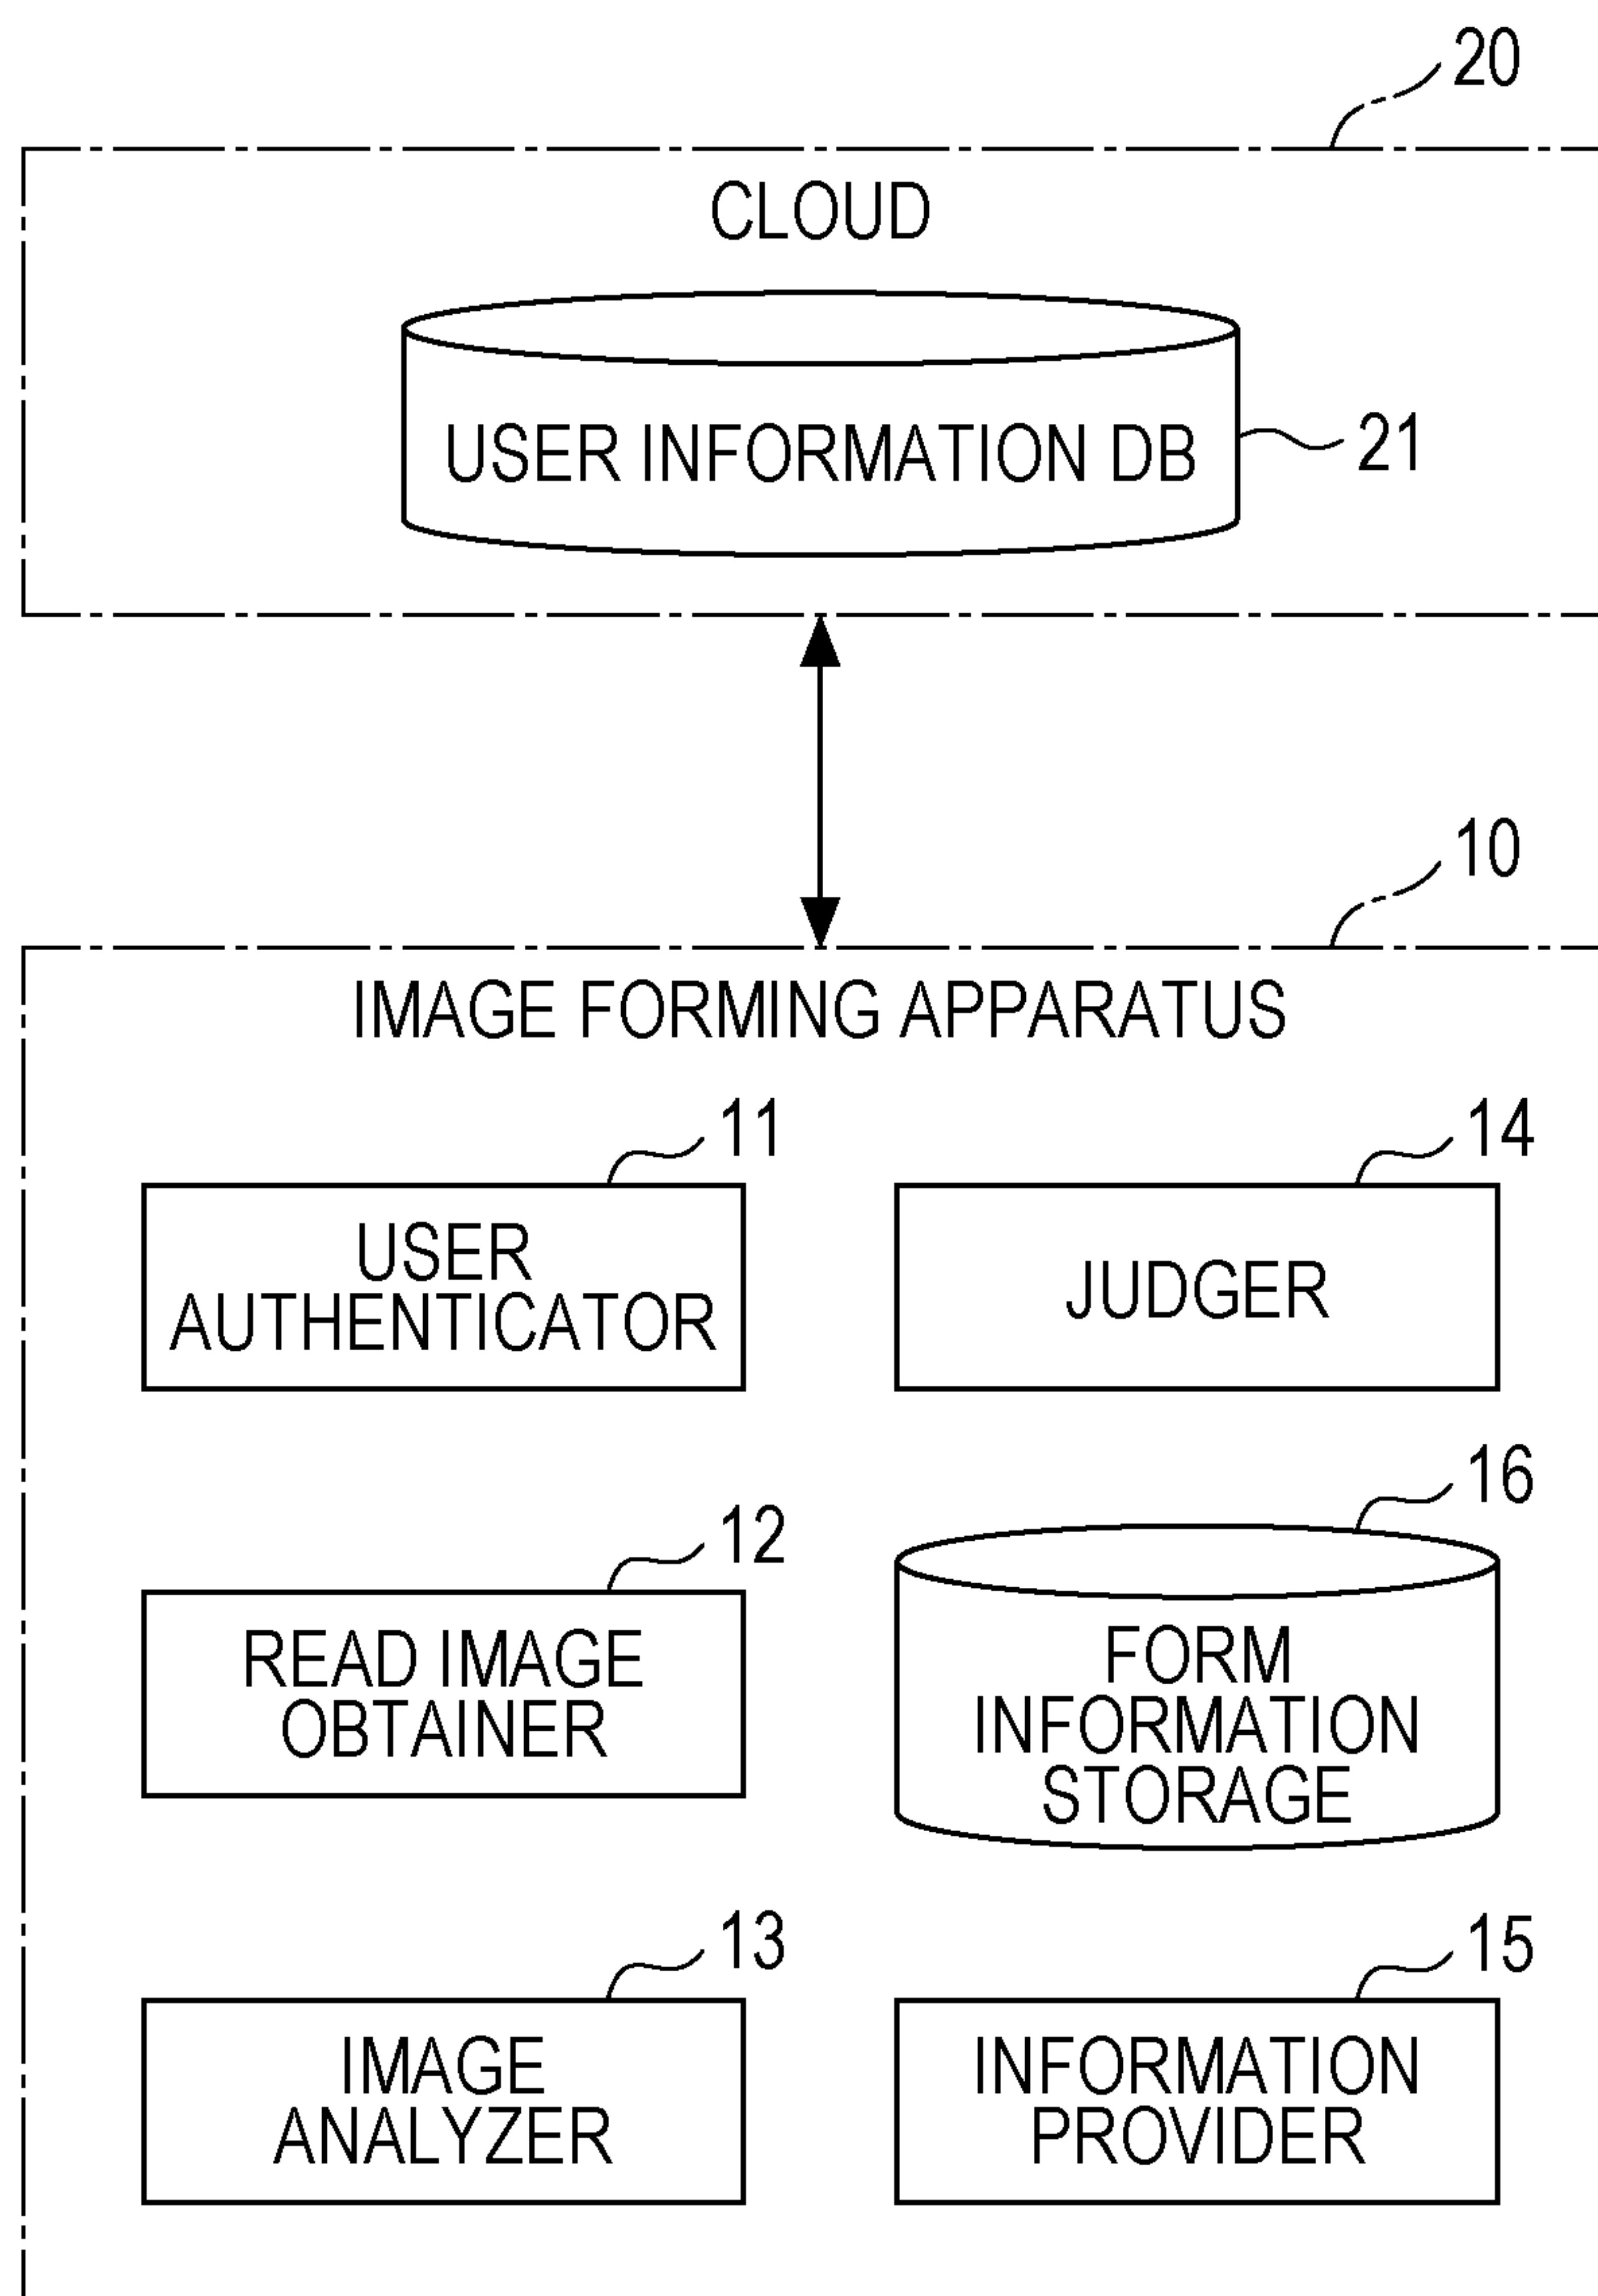 20
CLOUD
USER INFORMATION DB
21
10
IMAGE FORMING APPARATUS
11
USER
AUTHENTICATOR
14
JUDGER
12
READ IMAGE
OBTAINER
16
FORM
INFORMATION
STORAGE
13
IMAGE
ANALYZER
15
INFORMATION
PROVIDER